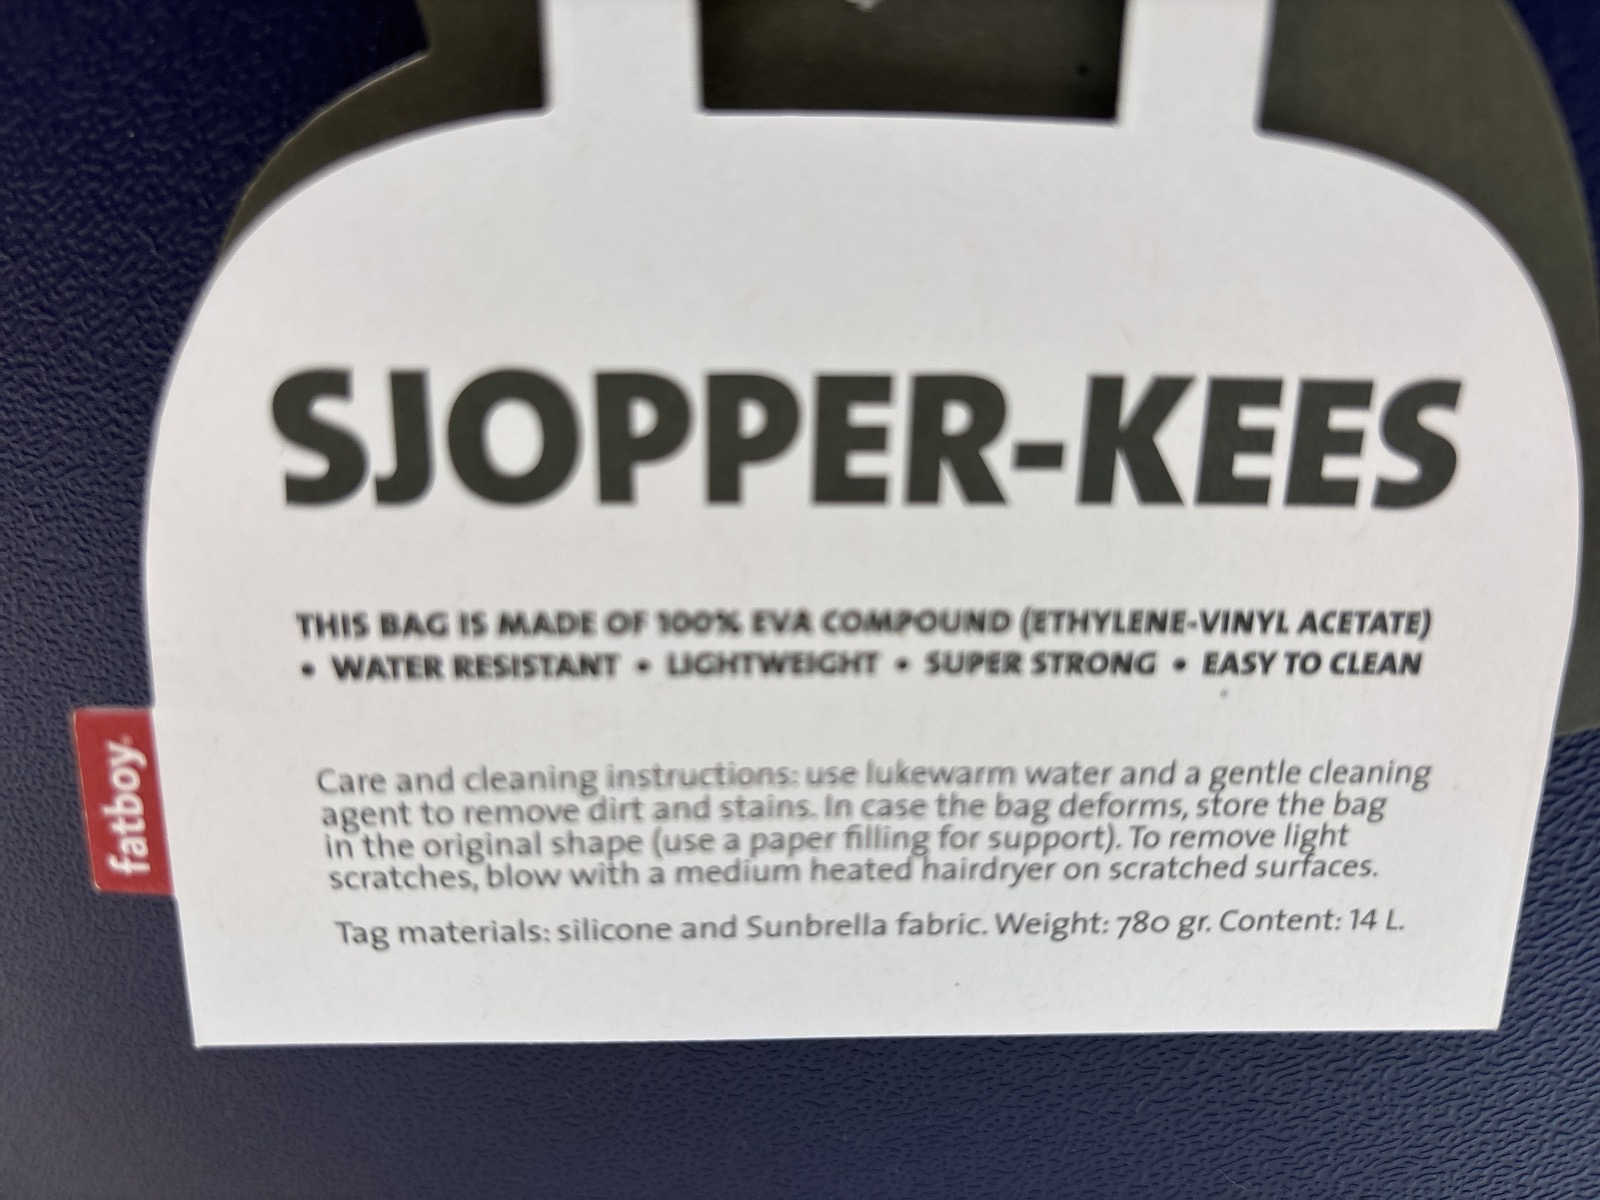 SJOPPER-KEES
THIS BAG IS MADE OF 100% EVA COMPOUND (ETHYLENE-VINYL ACETATE)
• WATER RESISTANT • LIGHTWEIGHT • SUPER STRONG • EASY TO CLEAN
fatboy®
Care and cleaning instructions: use lukewarm water and a gentle cleaning
agent to remove dirt and stains. In case the bag deforms, store the bag
in the original shape (use a paper filling for support). To remove light
scratches, blow with a medium heated hairdryer on scratched surfaces.
Tag materials: silicone and Sunbrella fabric. Weight: 780 gr. Content: 14 L.